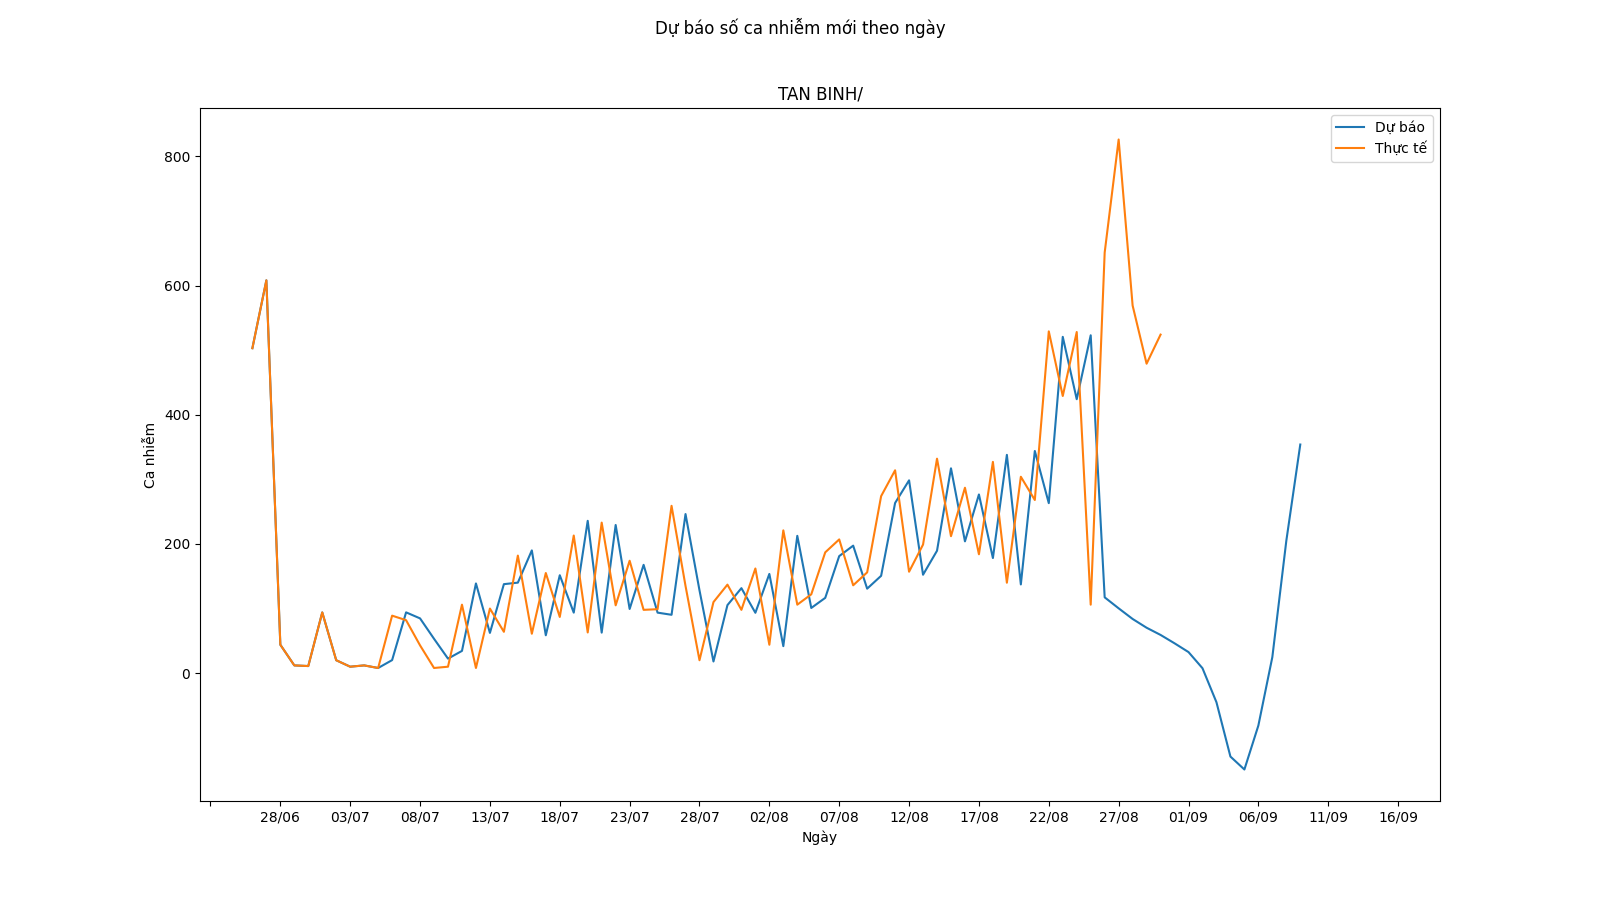 Dự báo số ca nhiễm mới theo ngày
TAN BINH/
Dự báo
Thực tế
800
600
400
200
0
Ca nhiễm
28/06 03/07 08/07 13/07 18/07 23/07 28/07 02/08 07/08 12/08 17/08 22/08 27/08 01/09 06/09 11/09 16/09
Ngày